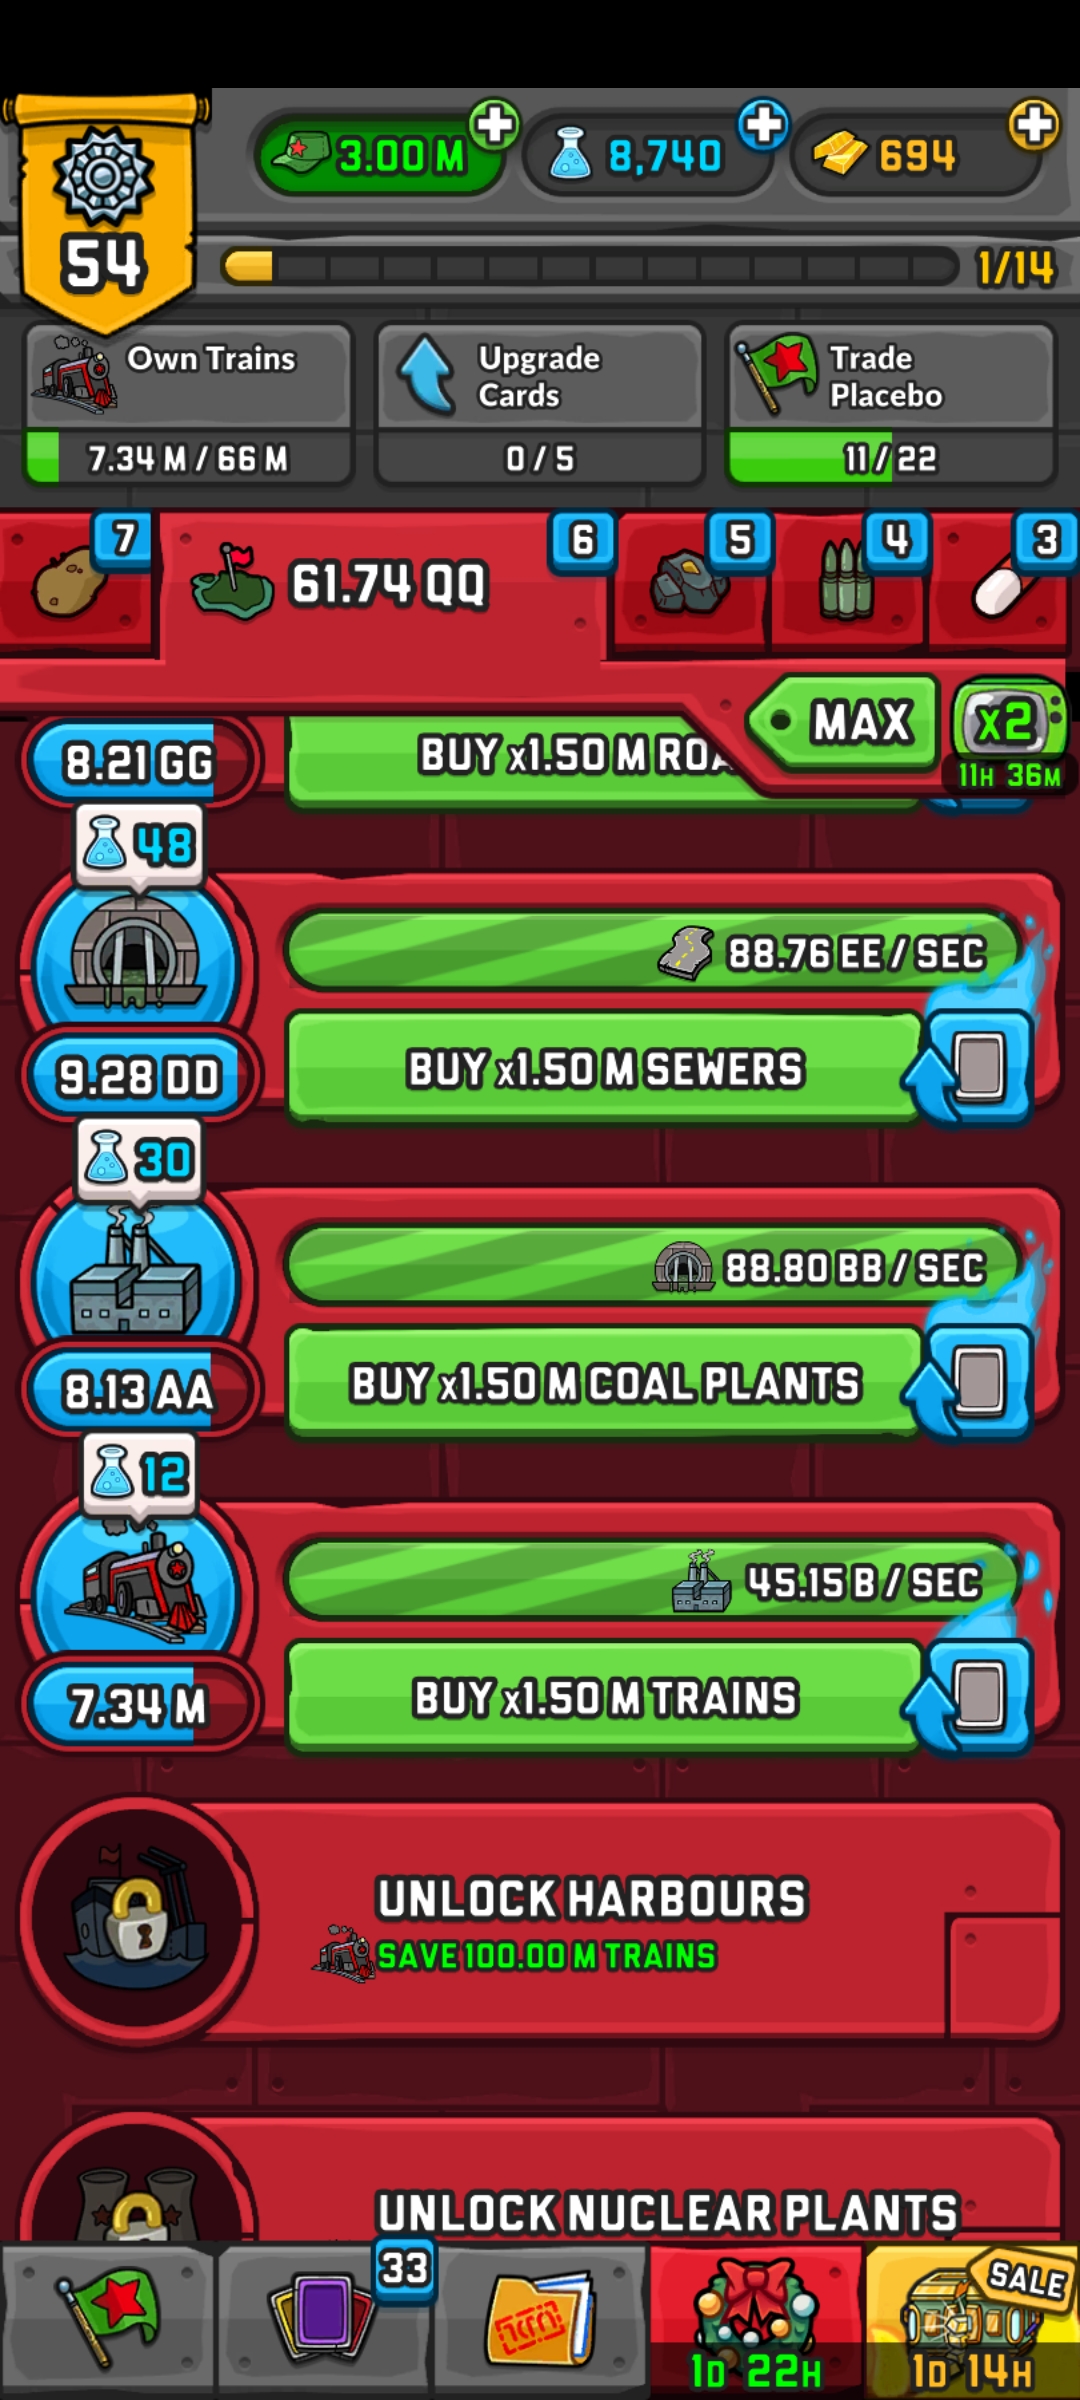 3.00 M
8,740
694
54
1/14
Own Trains
7.34 M / 66 M
Upgrade
Cards
0 / 5
Trade
Placebo
11 / 22
7
61.74 QQ
6
5
4
3
MAX
x2
11H 36M
8.21 GG
BUY x1.50 M ROA
48
88.76 EE / SEC
9.28 DD
BUY x1.50 M SEWERS
30
88.80 BB / SEC
8.13 AA
BUY x1.50 M COAL PLANTS
12
45.15 B / SEC
7.34 M
BUY x1.50 M TRAINS
UNLOCK HARBOURS
SAVE 100.00 M TRAINS
UNLOCK NUCLEAR PLANTS
33
SALE
1D 22H
1D 14H